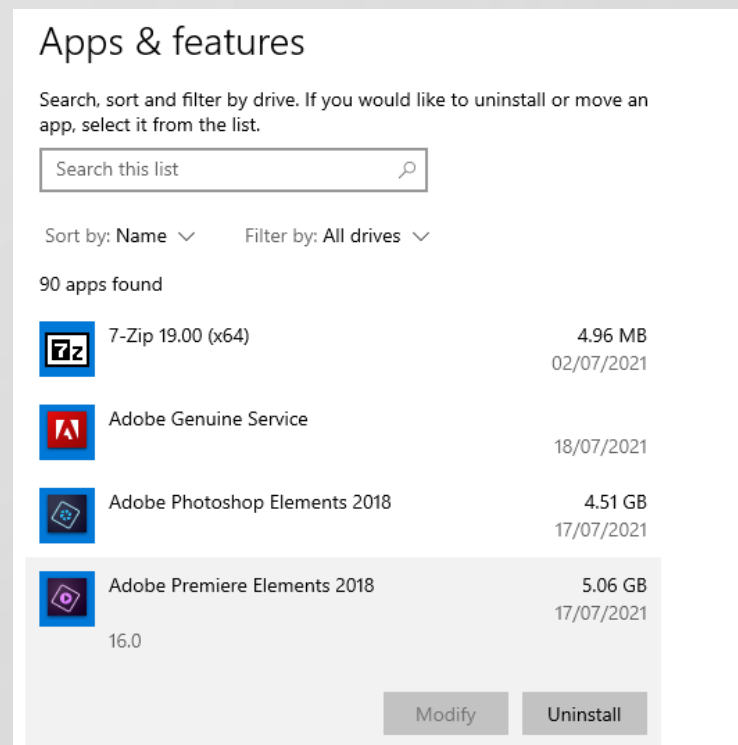 Apps & features
Search, sort and filter by drive. If you would like to uninstall or move an
app, select it from the list.
Search this list
Sort by: Name Filter by: All drives
90 apps found
7z
7-Zip 19.00 (x64) 4.96 MB
02/07/2021
Adobe Genuine Service
18/07/2021
Adobe Photoshop Elements 2018 4.51 GB
17/07/2021
Adobe Premiere Elements 2018 5.06 GB
17/07/2021
16.0
Modify Uninstall